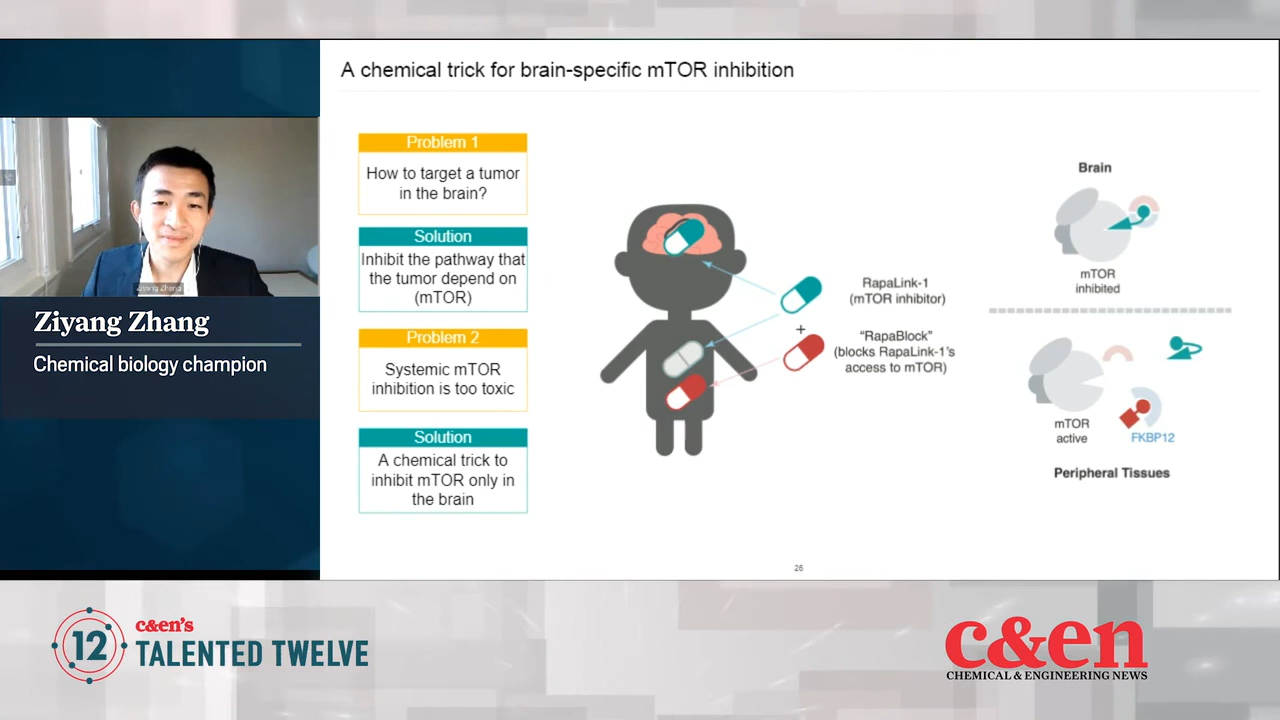 A chemical trick for brain-specific mTOR inhibition
Problem 1
How to target a tumor
in the brain?
Solution
Inhibit the pathway that
the tumor depend on
(mTOR)
Problem 2
Systemic mTOR
inhibition is too toxic
Solution
A chemical trick to
inhibit mTOR only in
the brain
RapaLink-1
(mTOR inhibitor)
+
“RapaBlock”
(blocks RapaLink-1’s
access to mTOR)
Brain
mTOR
inhibited
mTOR
active
FKBP12
Peripheral Tissues
26
Ziyang Zhang
Ziyang Zhang
Chemical biology champion
12
c&en's
TALENTED TWELVE
c&en
CHEMICAL & ENGINEERING NEWS